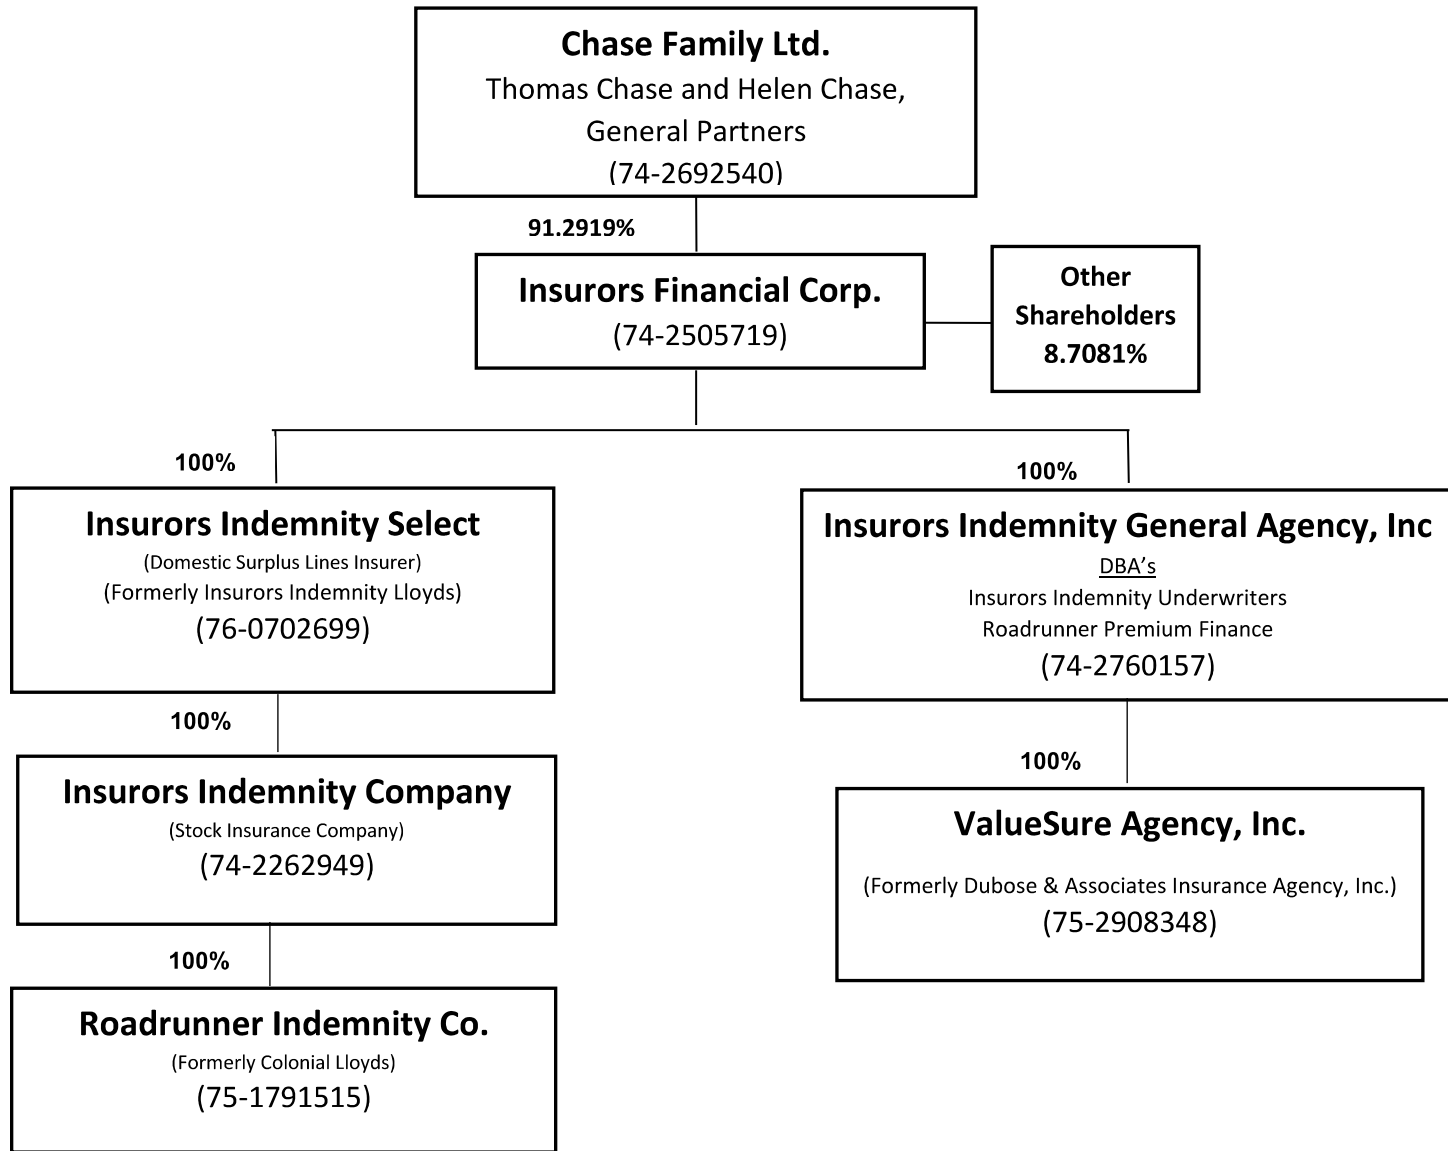 Chase Family Ltd.
Thomas Chase and Helen Chase,
General Partners
(74-2692540)
91.2919%
Insurors Financial Corp.
(74-2505719)
Other
Shareholders
8.7081%
100%
Insurors Indemnity Select
(Domestic Surplus Lines Insurer)
(Formerly Insurors Indemnity Lloyds)
(76-0702699)
100%
Insurors Indemnity Company
(Stock Insurance Company)
(74-2262949)
100%
Roadrunner Indemnity Co.
(Formerly Colonial Lloyds)
(75-1791515)
100%
Insurors Indemnity General Agency, Inc
DBA’s
Insurors Indemnity Underwriters
Roadrunner Premium Finance
(74-2760157)
100%
ValueSure Agency, Inc.
(Formerly Dubose & Associates Insurance Agency, Inc.)
(75-2908348)